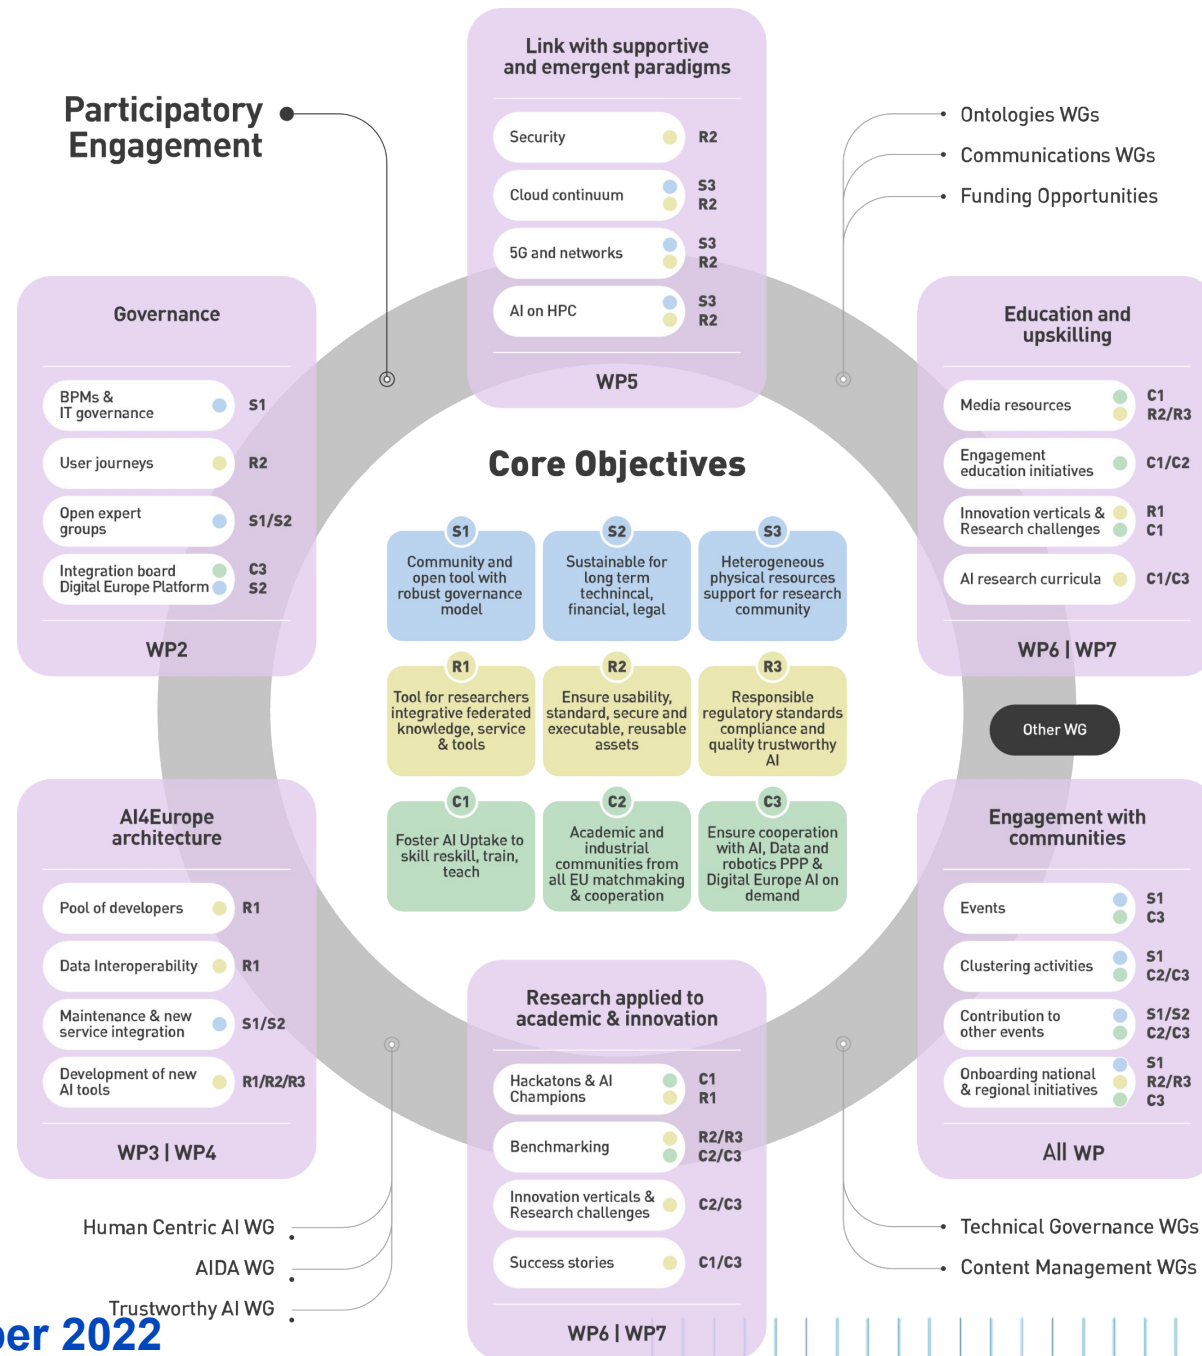 Link with supportive
and emergent paradigms
Security
R2
Cloud continuum
S3
R2
5G and networks
S3
R2
AI on HPC
S3
R2
WP5
Participatory
Engagement
Ontologies WGs
Communications WGs
Funding Opportunities
Governance
BPMs &
IT governance
S1
User journeys
R2
Open expert
groups
S1/S2
Integration board
Digital Europe Platform
C3
S2
WP2
Education and
upskilling
Media resources
C1
R2/R3
Engagement
education initiatives
C1/C2
Innovation verticals &
Research challenges
R1
C1
AI research curricula
C1/C3
WP6 | WP7
Core Objectives
S1
Community and
open tool with
robust governance
model
S2
Sustainable for
long term
technincal,
financial, legal
S3
Heterogeneous
physical resources
support for research
community
R1
Tool for researchers
integrative federated
knowledge, service
& tools
R2
Ensure usability,
standard, secure and
executable, reusable
assets
R3
Responsible
regulatory standards
compliance and
quality trustworthy
AI
C1
Foster AI Uptake to
skill reskill, train,
teach
C2
Academic and
industrial
communities from
all EU matchmaking
& cooperation
C3
Ensure cooperation
with AI, Data and
robotics PPP &
Digital Europe AI on
demand
Other WG
AI4Europe
architecture
Pool of developers
R1
Data Interoperability
R1
Maintenance & new
service integration
S1/S2
Development of new
AI tools
R1/R2/R3
WP3 | WP4
Engagement with
communities
Events
S1
C3
Clustering activities
S1
C2/C3
Contribution to
other events
S1/S2
C2/C3
Onboarding national
& regional initiatives
S1
R2/R3
C3
All WP
Research applied to
academic & innovation
Hackatons & AI
Champions
C1
R1
Benchmarking
R2/R3
C2/C3
Innovation verticals &
Research challenges
C2/C3
Success stories
C1/C3
WP6 | WP7
Human Centric AI WG
AIDA WG
Trustworthy AI WG
Technical Governance WGs
Content Management WGs
ber 2022